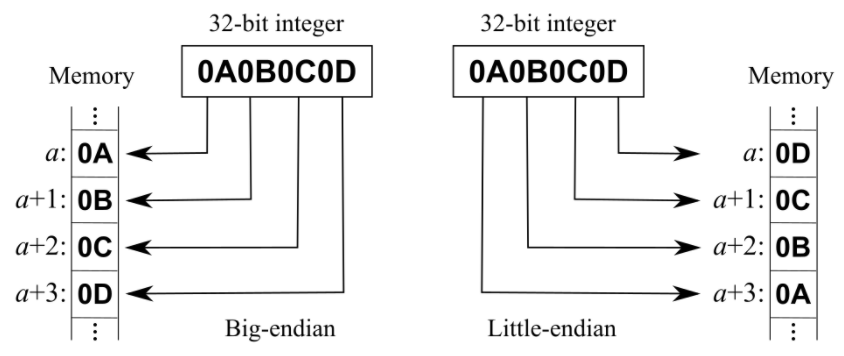 32-bit integer
0A0B0C0D
Memory
⋮
a: 0A
a+1: 0B
a+2: 0C
a+3: 0D
⋮
Big-endian
32-bit integer
0A0B0C0D
Memory
⋮
a: 0D
a+1: 0C
a+2: 0B
a+3: 0A
⋮
Little-endian